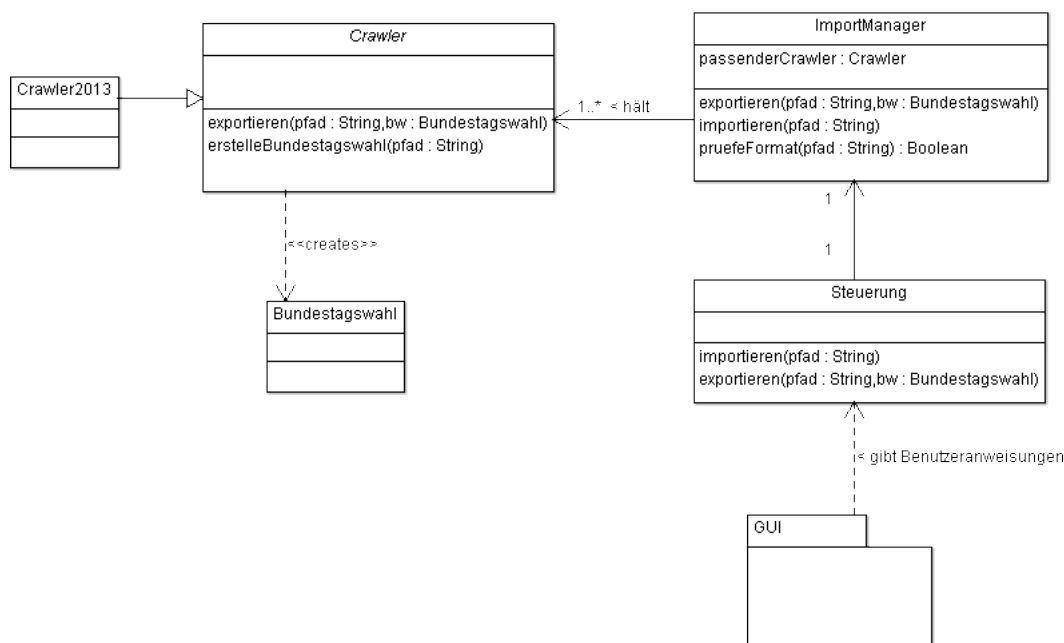 Crawler
exportieren(pfad : String,bw : Bundestagswahl)
erstelleBundestagswahl(pfad : String)
Crawler2013
ImportManager
passenderCrawler : Crawler
exportieren(pfad : String,bw : Bundestagswahl)
importieren(pfad : String)
pruefeFormat(pfad : String) : Boolean
1..* < hält
1
1
<<creates>>
Bundestagswahl
Steuerung
importieren(pfad : String)
exportieren(pfad : String,bw : Bundestagswahl)
< gibt Benutzeranweisungen
GUI